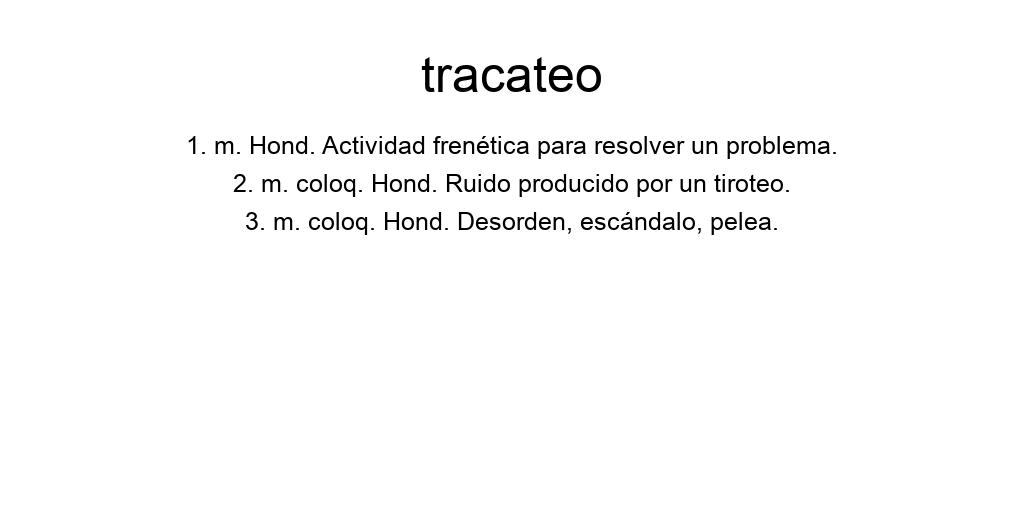 tracateo
1. m. Hond. Actividad frenética para resolver un problema.
2. m. coloq. Hond. Ruido producido por un tiroteo.
3. m. coloq. Hond. Desorden, escándalo, pelea.